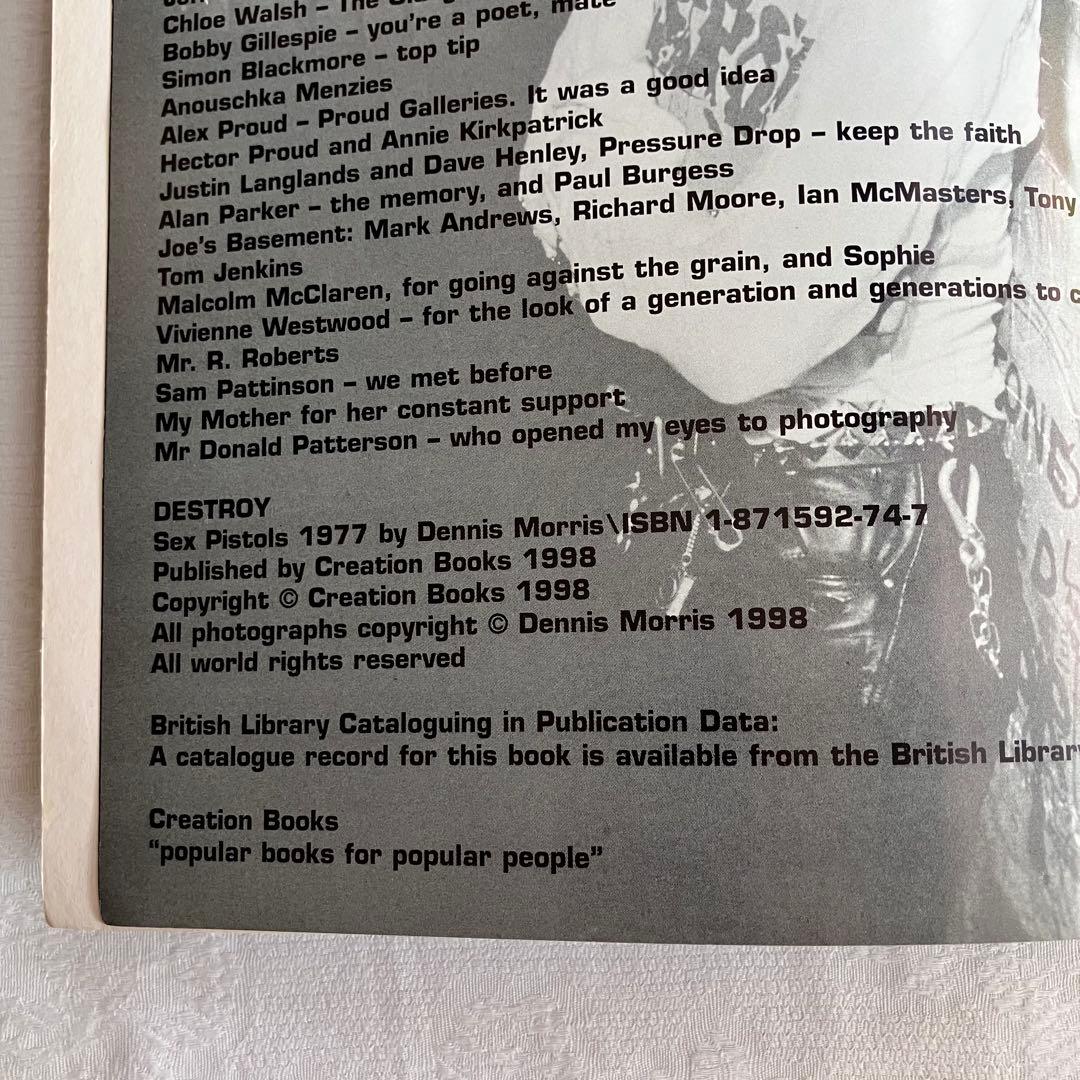 Chloe Walsh – The
Bobby Gillespie – you're a poet, mate
Simon Blackmore – top tip
Anouschka Menzies
Alex Proud – Proud Galleries. It was a good idea
Hector Proud and Annie Kirkpatrick
Justin Langlands and Dave Henley, Pressure Drop – keep the faith
Alan Parker – the memory, and Paul Burgess
Joe's Basement: Mark Andrews, Richard Moore, Ian McMasters, Tony
Tom Jenkins
Malcolm McClaren, for going against the grain, and Sophie
Vivienne Westwood – for the look of a generation and generations to
Mr. R. Roberts
Sam Pattinson – we met before
My Mother for her constant support
Mr Donald Patterson – who opened my eyes to photography
DESTROY
Sex Pistols 1977 by Dennis Morris\ISBN 1-871592-74-7
Published by Creation Books 1998
Copyright © Creation Books 1998
All photographs copyright © Dennis Morris 1998
All world rights reserved
British Library Cataloguing in Publication Data:
A catalogue record for this book is available from the British Library
Creation Books
“popular books for popular people”